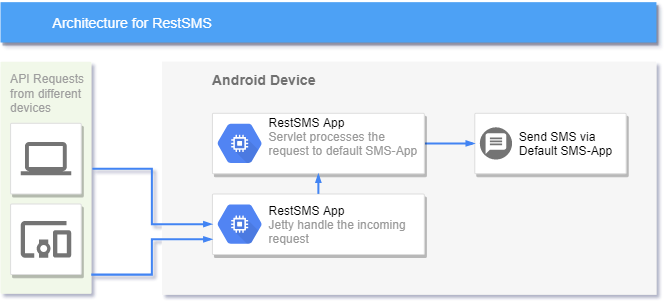 Architecture for RestSMS
API Requests
from different
devices
Android Device
RestSMS App
Servlet processes the
request to default SMS-App
Send SMS via
Default SMS-App
RestSMS App
Jetty handle the incoming
request